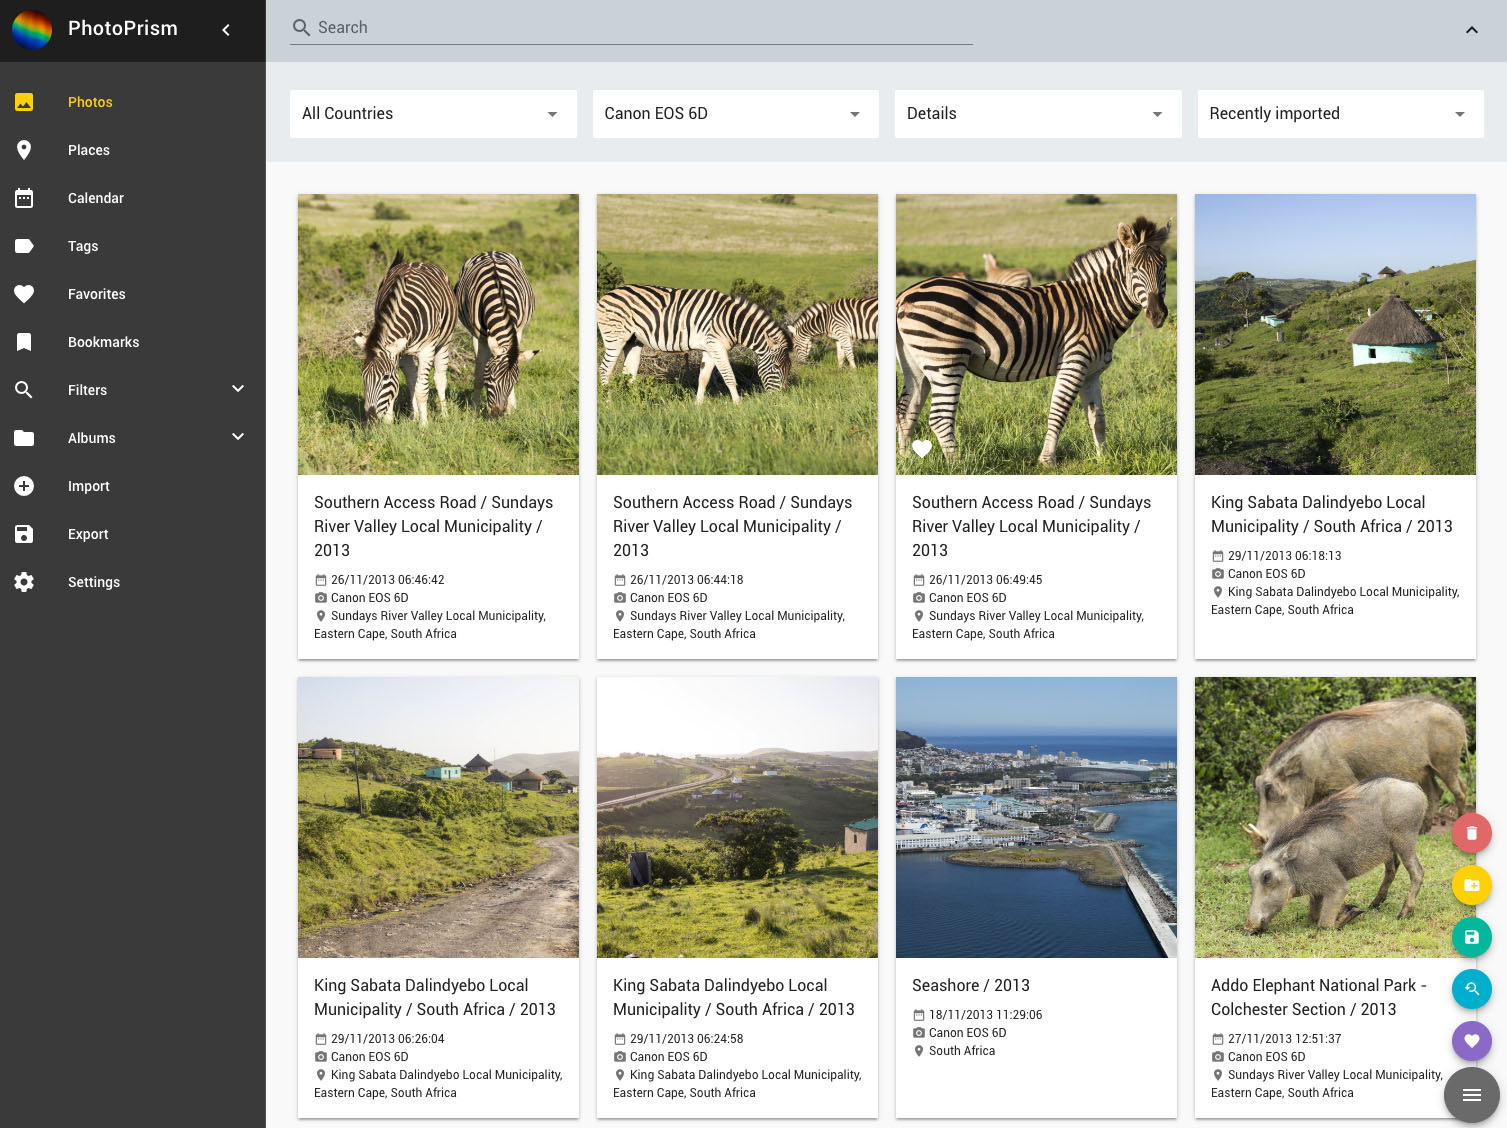 PhotoPrism
Search
Photos
Places
Calendar
Tags
Favorites
Bookmarks
Filters
Albums
Import
Export
Settings
All Countries
Canon EOS 6D
Details
Recently imported
Southern Access Road / Sundays
River Valley Local Municipality /
2013
26/11/2013 06:46:42
Canon EOS 6D
Sundays River Valley Local Municipality,
Eastern Cape, South Africa
Southern Access Road / Sundays
River Valley Local Municipality /
2013
26/11/2013 06:44:18
Canon EOS 6D
Sundays River Valley Local Municipality,
Eastern Cape, South Africa
Southern Access Road / Sundays
River Valley Local Municipality /
2013
26/11/2013 06:49:45
Canon EOS 6D
Sundays River Valley Local Municipality,
Eastern Cape, South Africa
King Sabata Dalindyebo Local
Municipality / South Africa / 2013
29/11/2013 06:18:13
Canon EOS 6D
King Sabata Dalindyebo Local Municipality,
Eastern Cape, South Africa
King Sabata Dalindyebo Local
Municipality / South Africa / 2013
29/11/2013 06:26:04
Canon EOS 6D
King Sabata Dalindyebo Local Municipality,
Eastern Cape, South Africa
King Sabata Dalindyebo Local
Municipality / South Africa / 2013
29/11/2013 06:24:58
Canon EOS 6D
King Sabata Dalindyebo Local Municipality,
Eastern Cape, South Africa
Seashore / 2013
18/11/2013 11:29:06
Canon EOS 6D
South Africa
Addo Elephant National Park -
Colchester Section / 2013
27/11/2013 12:51:37
Canon EOS 6D
Sundays River Valley Local Municipality,
Eastern Cape, South Africa